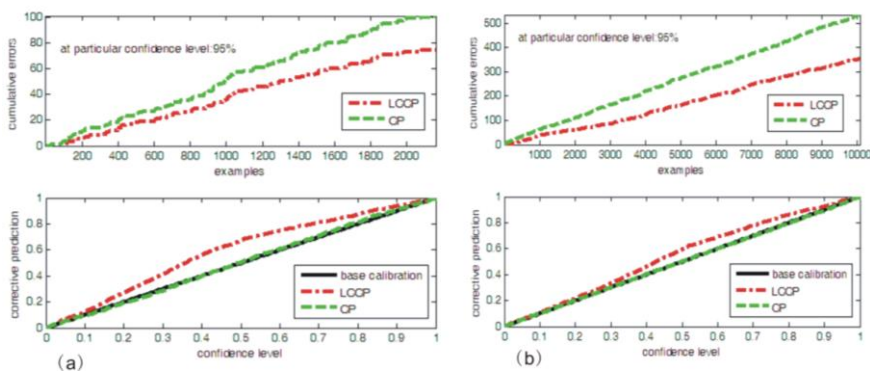 100
80
60
40
20
0
cumulative errors
at particular confidence level:95%
LCCP
CP
200 400 600 800 1000 1200 1400 1600 1800 2000
examples
500
400
300
200
100
0
cumulative errors
at particular confidence level:95%
LCCP
CP
1000 2000 3000 4000 5000 6000 7000 8000 9000 10000
examples
1
0.8
0.6
0.4
0.2
0
corrective prediction
base calibration
LCCP
CP
0 0.1 0.2 0.3 0.4 0.5 0.6 0.7 0.8 0.9 1
confidence level
(a)
1
0.8
0.6
0.4
0.2
0
corrective prediction
base calibration
LCCP
CP
0 0.1 0.2 0.3 0.4 0.5 0.6 0.7 0.8 0.9 1
confidence level
(b)